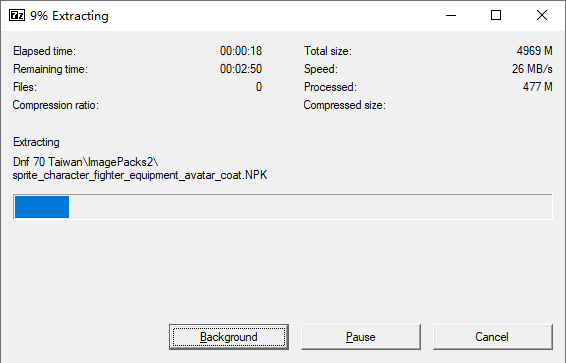 7z 9% Extracting
Elapsed time: 00:00:18 Total size: 4969 M
Remaining time: 00:02:50 Speed: 26 MB/s
Files: 0 Processed: 477 M
Compression ratio: Compressed size:
Extracting
Dnf 70 Taiwan\ImagePacks2\
sprite_character_fighter_equipment_avatar_coat.NPK
Background Pause Cancel